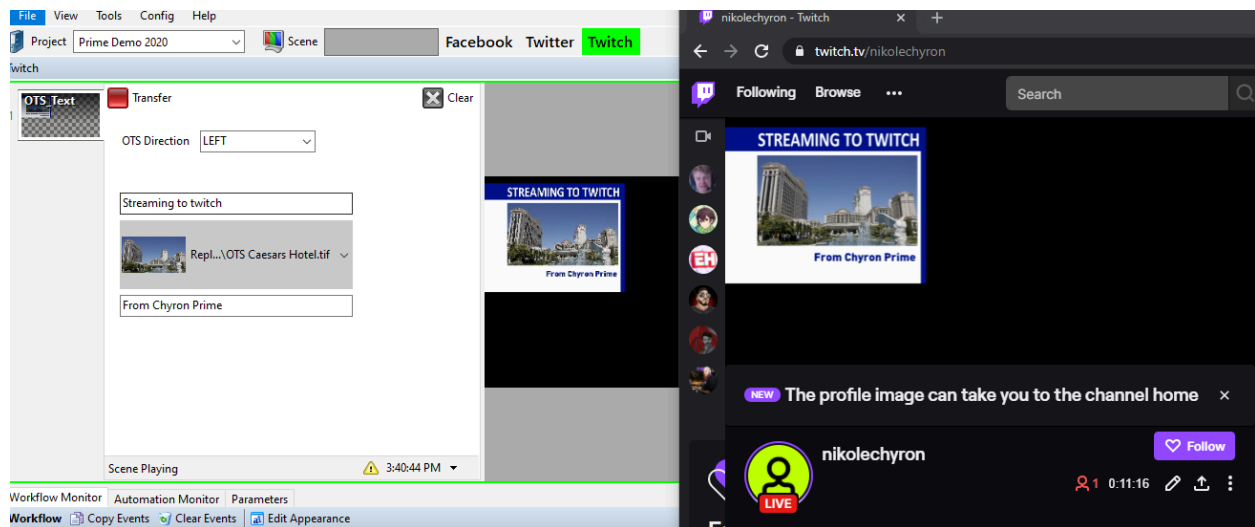 File View Tools Config Help
Project Prime Demo 2020 Scene Facebook Twitter Twitch
witch
OTS_Text
Transfer Clear
OTS Direction LEFT
Streaming to twitch
Repl...\OTS Caesars Hotel.tif
From Chyron Prime
STREAMING TO TWITCH
From Chyron Prime
Scene Playing 3:40:44 PM
Workflow Monitor Automation Monitor Parameters
Workflow Copy Events Clear Events Edit Appearance
nikolechyron - Twitch
twitch.tv/nikolechyron
Following Browse Search
EH
STREAMING TO TWITCH
From Chyron Prime
NEW The profile image can take you to the channel home
nikolechyron
Follow
1 0:11:16
LIVE